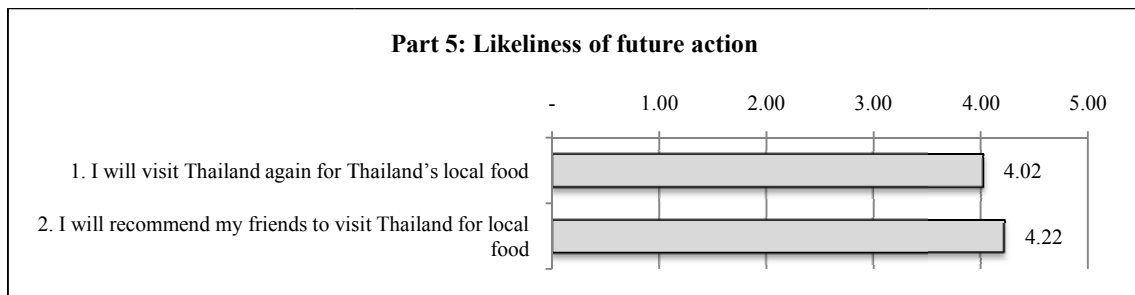 Part 5: Likeliness of future action
- 1.00 2.00 3.00 4.00 5.00
1. I will visit Thailand again for Thailand’s local food
4.02
2. I will recommend my friends to visit Thailand for local
food
4.22